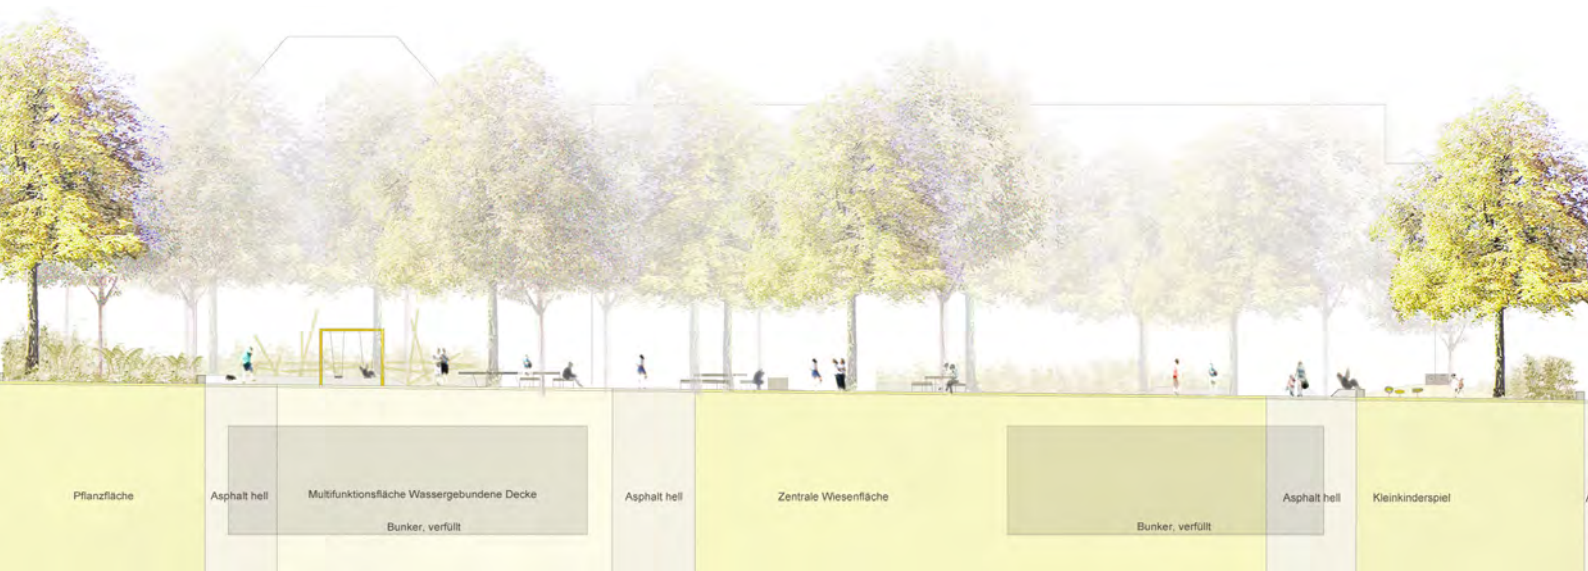 Pflanzfläche
Asphalt hell
Multifunktionsfläche Wassergebundene Decke
Bunker, verfüllt
Asphalt hell
Zentrale Wiesenfläche
Bunker, verfüllt
Asphalt hell
Kleinkinderspiel